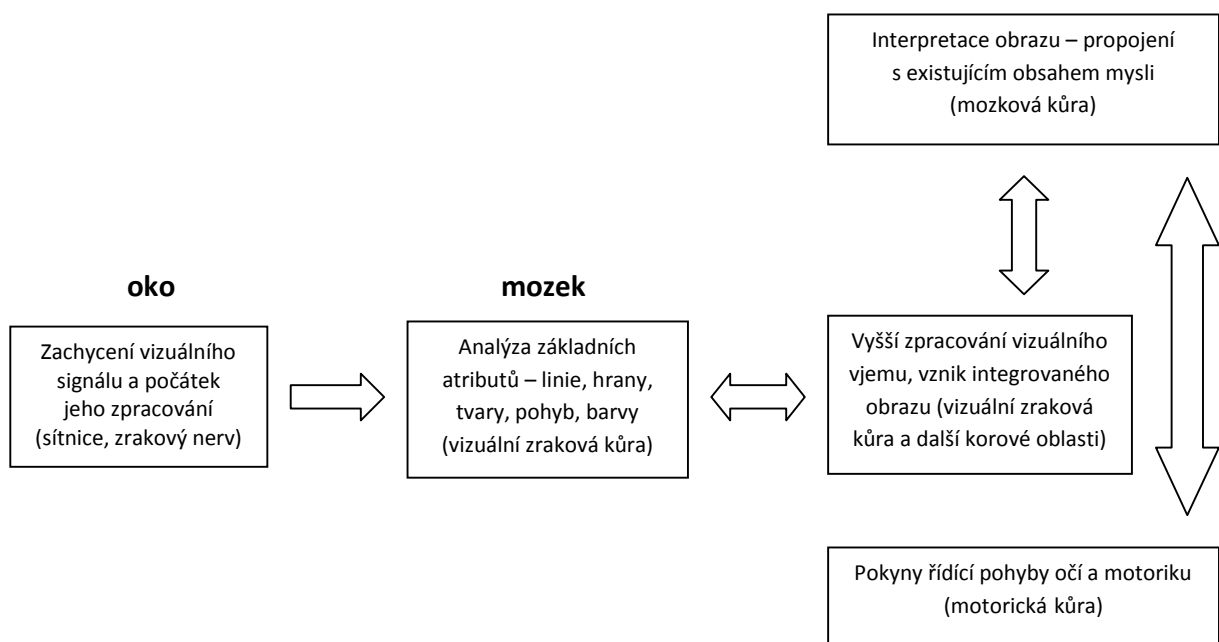 Interpretace obrazu – propojení
s existujícím obsahem mysli
(mozková kůra)
oko
mozek
Zachycení vizuálního
signálu a počátek
jeho zpracování
(sítnice, zrakový nerv)
Analýza základních
atributů – linie, hrany,
tvary, pohyb, barvy
(vizuální zraková kůra)
Vyšší zpracování vizuálního
vjemu, vznik integrovaného
obrazu (vizuální zraková
kůra a další korové oblasti)
Pokyny řídící pohyby očí a motoriku
(motorická kůra)